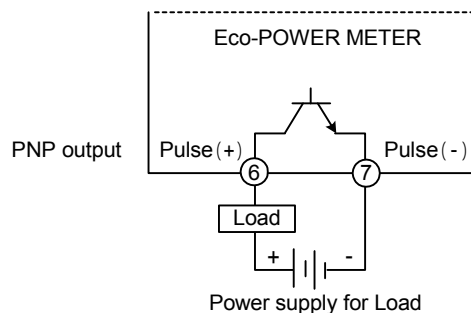 Eco-POWER METER
PNP output
Pulse(+)
Pulse(-)
6
7
Load
+
-
Power supply for Load